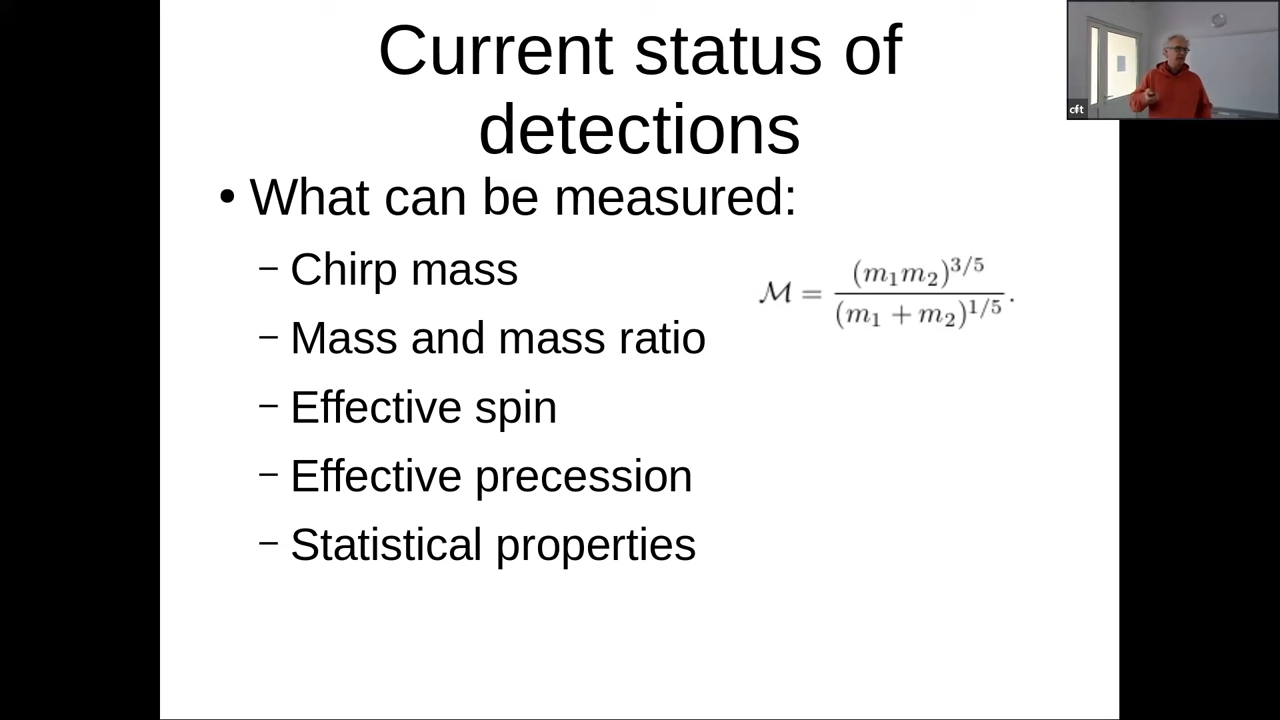 Current status of
detections
• What can be measured:
– Chirp mass
– Mass and mass ratio
– Effective spin
– Effective precession
– Statistical properties
ℳ = (m₁m₂)^{3/5} / (m₁ + m₂)^{1/5}.
cft